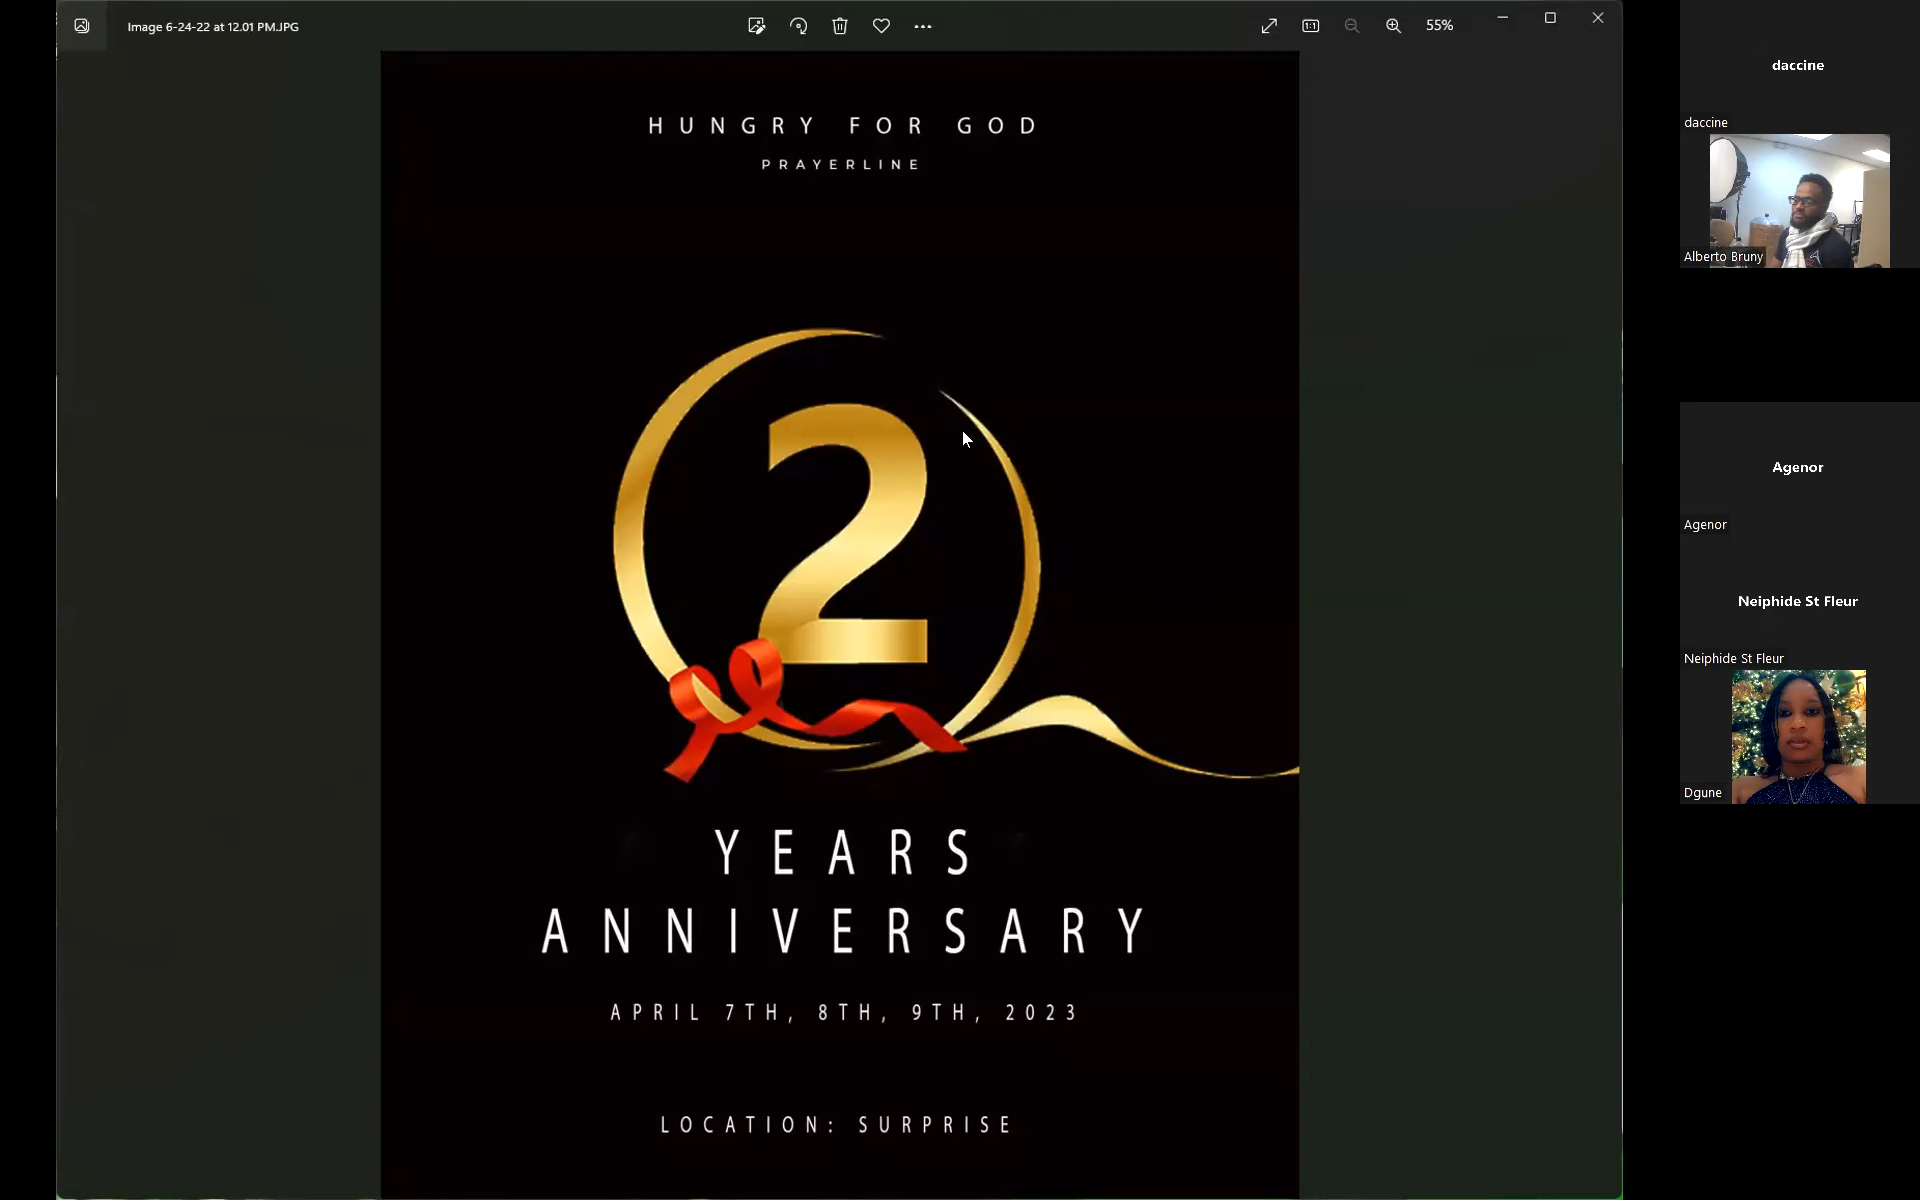 Image 6-24-22 at 12.01 PM.JPG
55%
HUNGRY FOR GOD
PRAYERLINE
2
YEARS
ANNIVERSARY
APRIL 7TH, 8TH, 9TH, 2023
LOCATION: SURPRISE
daccine
daccine
Alberto Bruny
Agenor
Agenor
Neiphide St Fleur
Neiphide St Fleur
Dgune